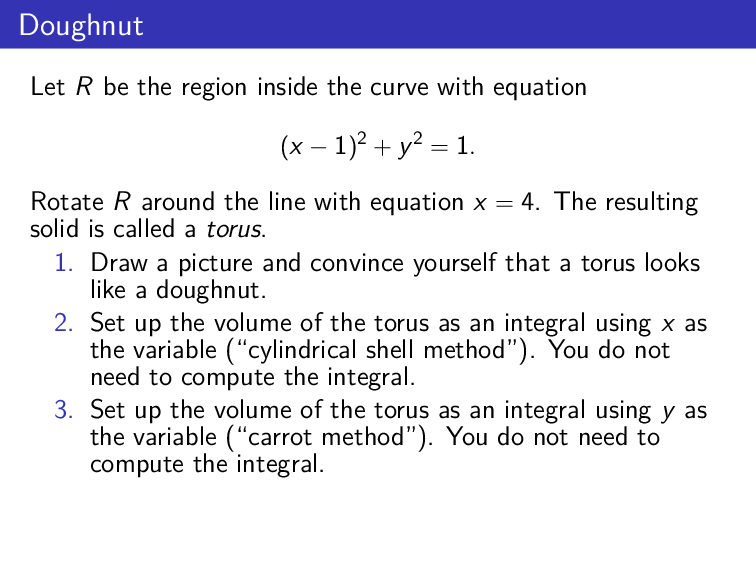 Doughnut
Let R be the region inside the curve with equation
(x − 1)² + y² = 1.
Rotate R around the line with equation x = 4. The resulting
solid is called a torus.
1. Draw a picture and convince yourself that a torus looks
like a doughnut.
2. Set up the volume of the torus as an integral using x as
the variable (“cylindrical shell method”). You do not
need to compute the integral.
3. Set up the volume of the torus as an integral using y as
the variable (“carrot method”). You do not need to
compute the integral.